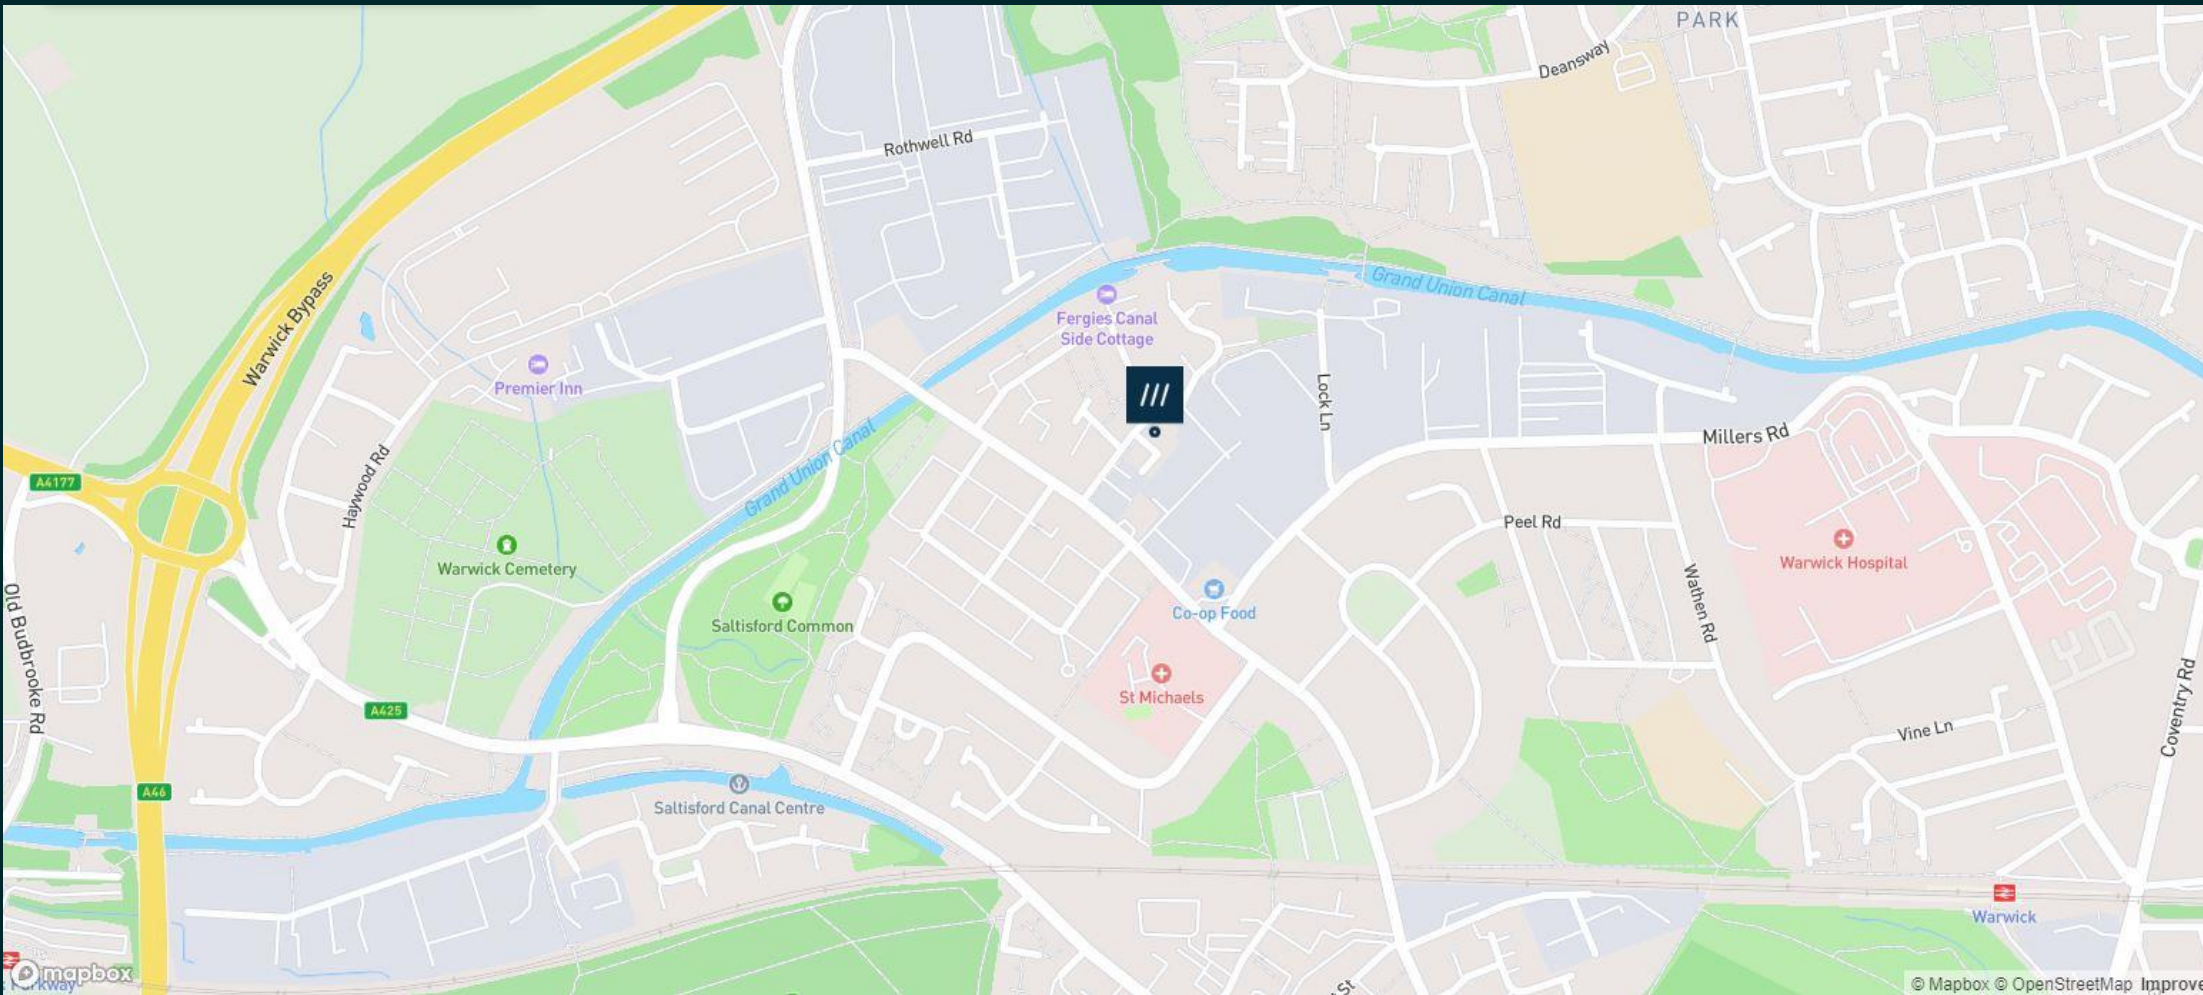 PARK
Deansway
Rothwell Rd
Warwick Bypass
Grand Union Canal
Fergies Canal
Side Cottage
Premier Inn
Lock Ln
Millers Rd
Haywood Rd
Grand Union Canal
A4177
Peel Rd
Warwick Cemetery
Warwick Hospital
Wathen Rd
Old Budbrooke Rd
Saltisford Common
Co-op Food
St Michaels
Coventry Rd
A425
Vine Ln
A46
Saltisford Canal Centre
Warwick
mapbox
St
© Mapbox © OpenStreetMap Improve